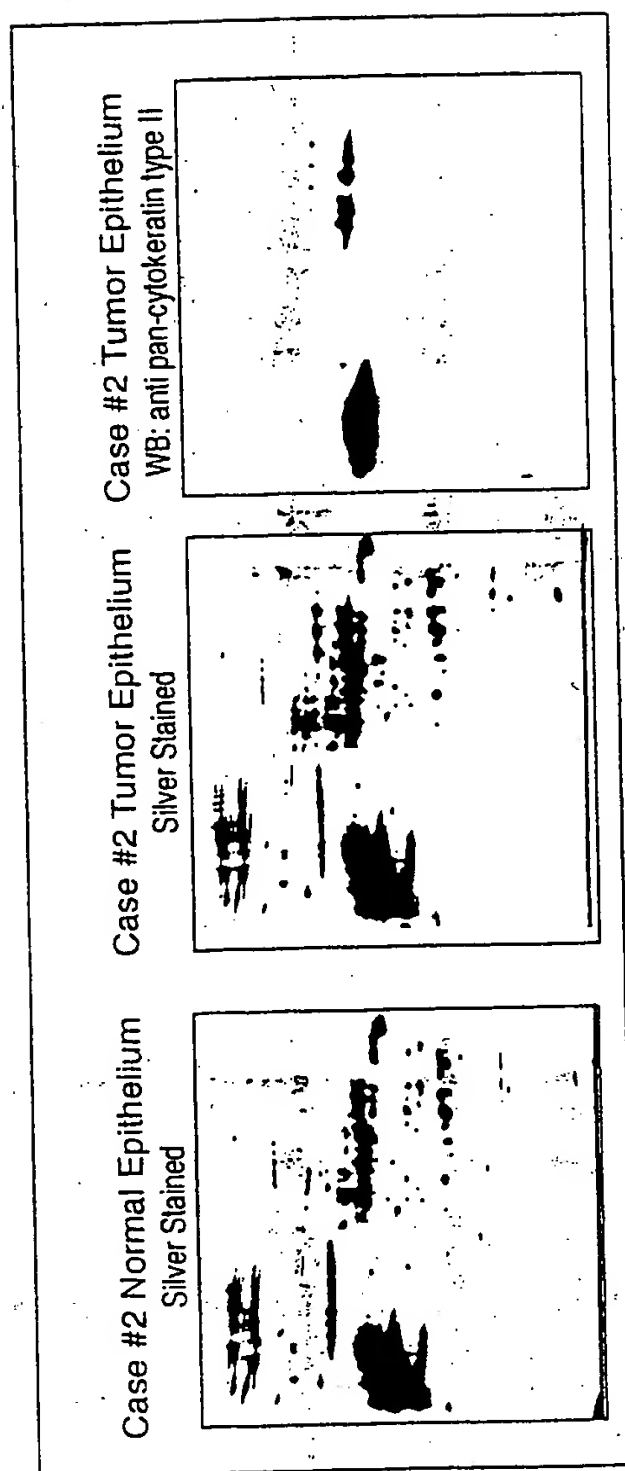 Case #2 Normal Epithelium
Silver Stained
Case #2 Tumor Epithelium
Silver Stained
Case #2 Tumor Epithelium
WB: anti pan-cytokeratin type II